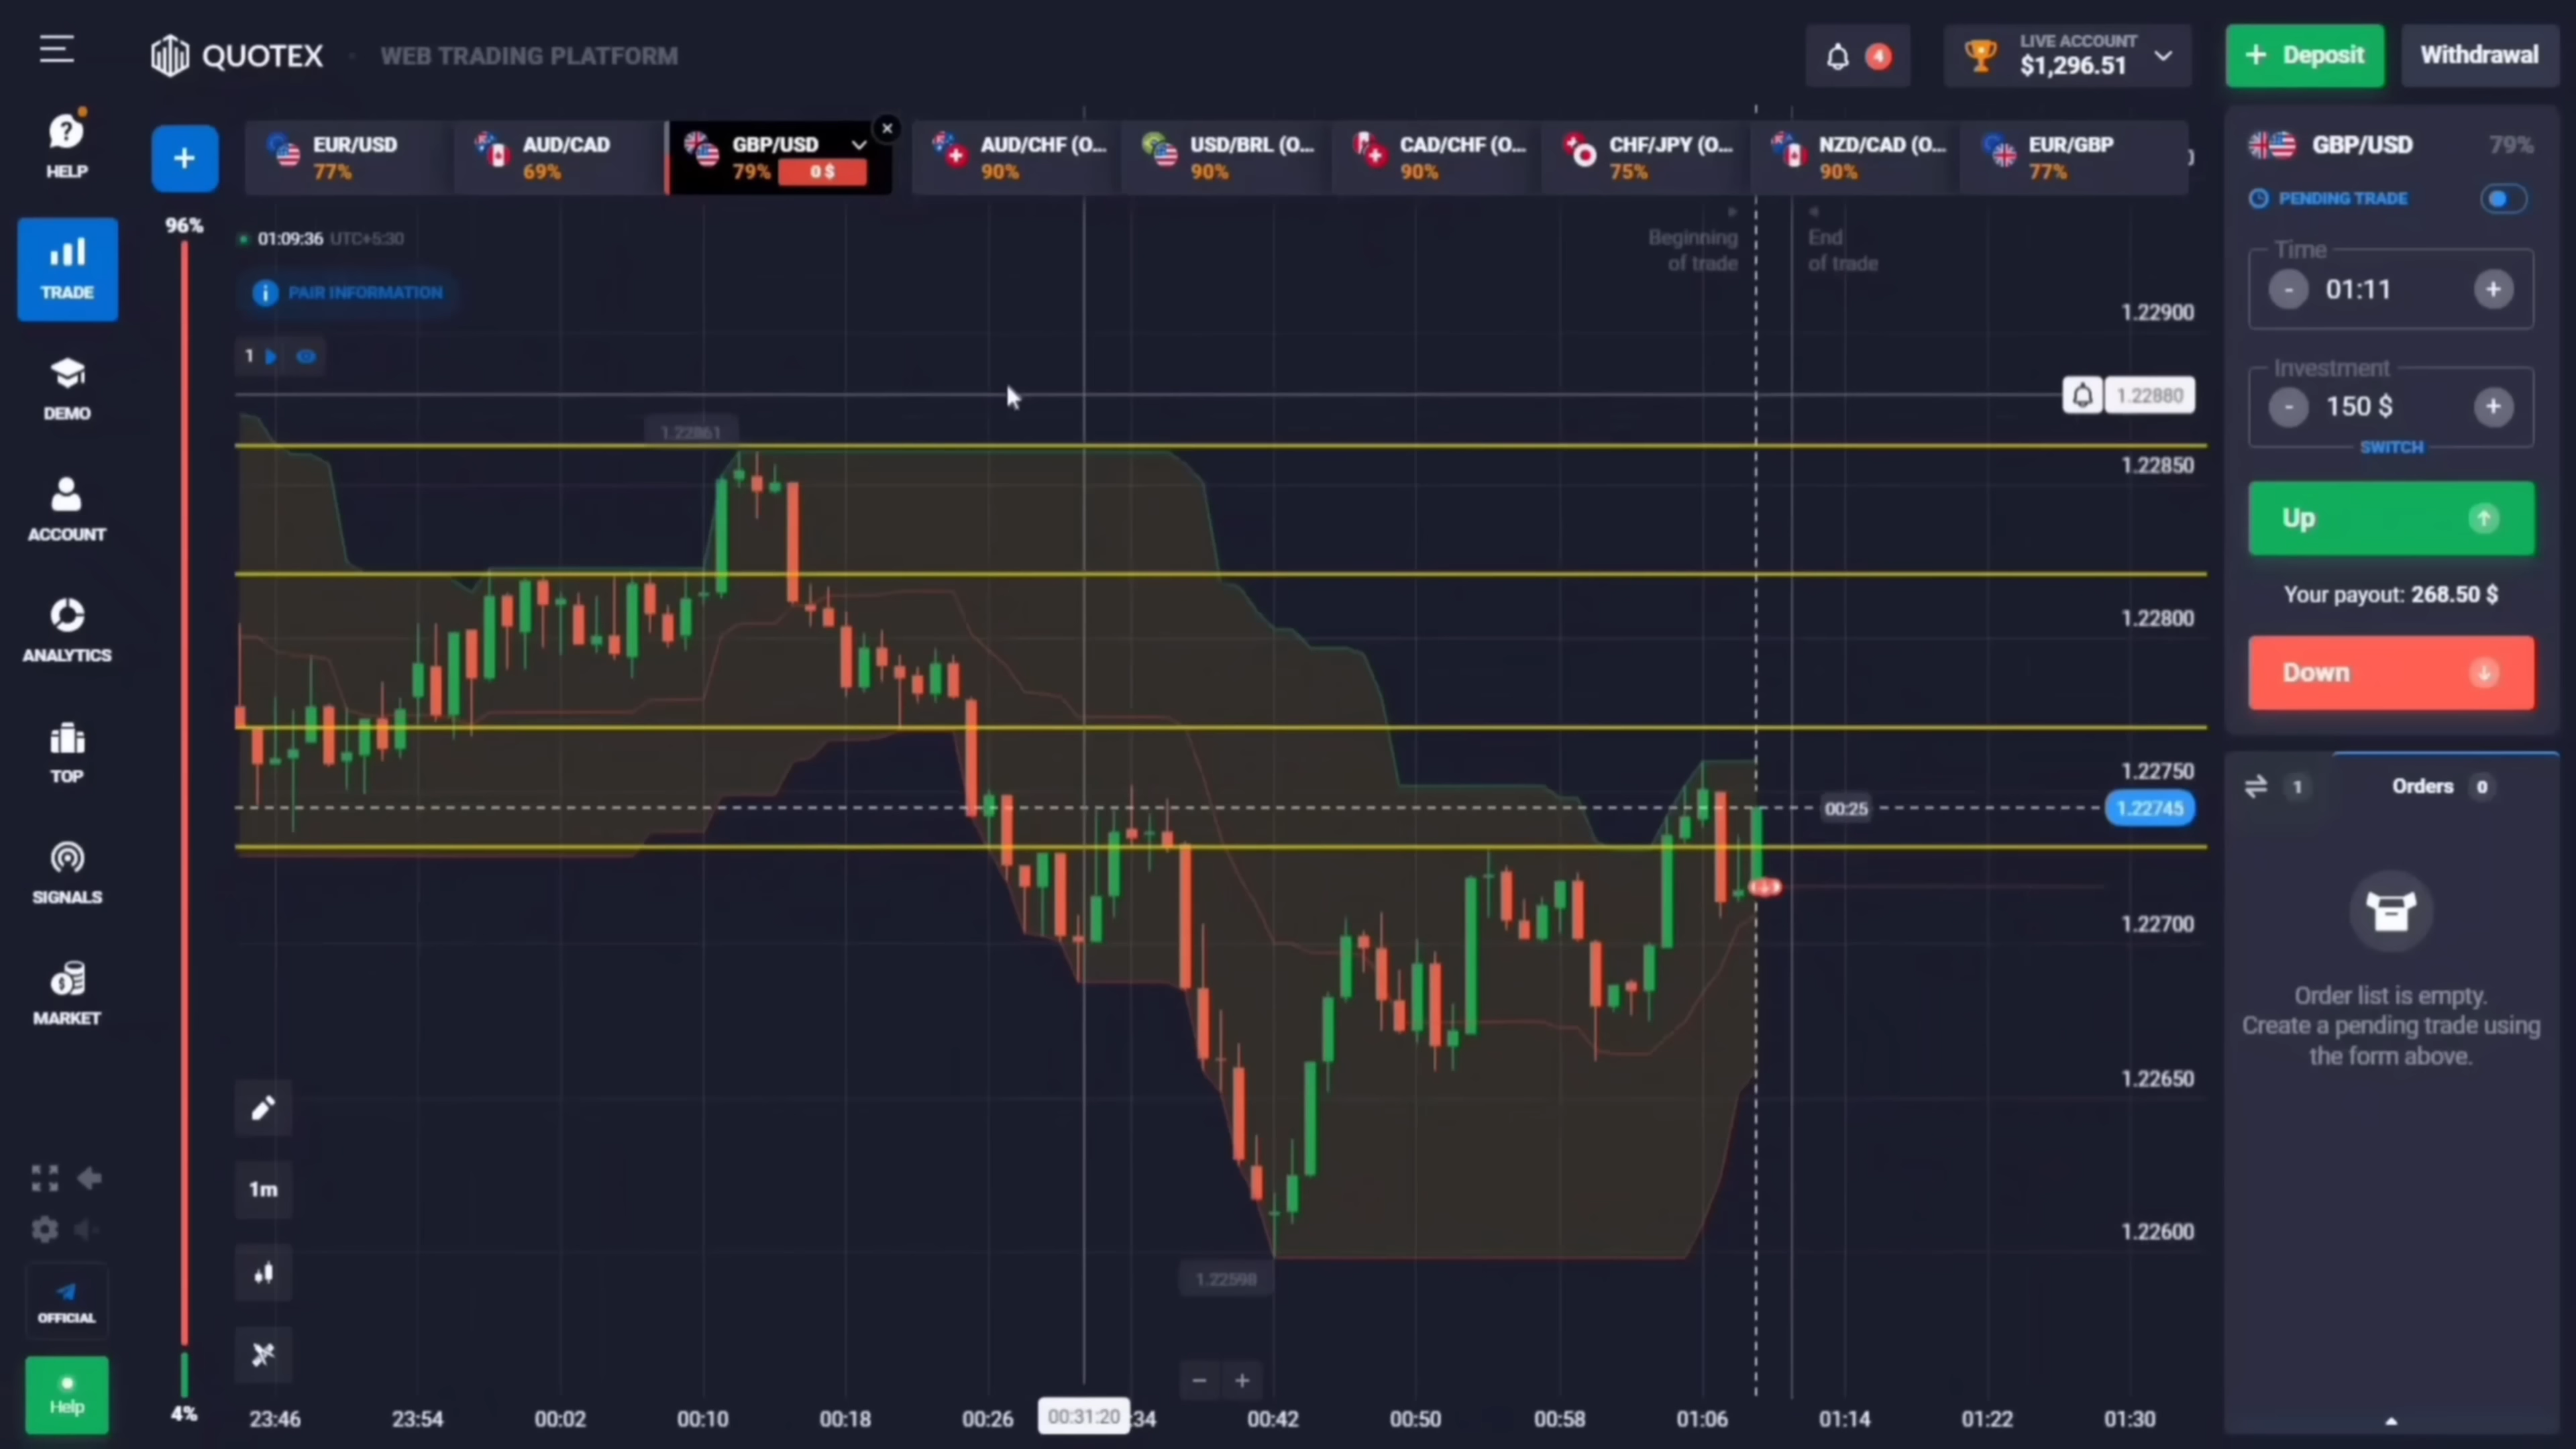 QUOTEX
WEB TRADING PLATFORM
4
LIVE ACCOUNT
$1,296.51
Deposit
Withdrawal
HELP
TRADE
DEMO
ACCOUNT
ANALYTICS
TOP
SIGNALS
MARKET
OFFICIAL
Help
EUR/USD
77%
AUD/CAD
69%
GBP/USD
79%
0 $
AUD/CHF (O...
90%
USD/BRL (O...
90%
CAD/CHF (O...
90%
CHF/JPY (O...
75%
NZD/CAD (O...
90%
EUR/GBP
77%
96%
4%
01:09:36 UTC+5:30
PAIR INFORMATION
1
Beginning
of trade
End
of trade
1.22861
1.22598
00:25
1m
1.22900
1.22880
1.22850
1.22800
1.22750
1.22745
1.22700
1.22650
1.22600
23:46
23:54
00:02
00:10
00:18
00:26
00:31:20
:34
00:42
00:50
00:58
01:06
01:14
01:22
01:30
GBP/USD 79%
PENDING TRADE
Time
- 01:11 +
Investment
- 150 $ +
SWITCH
Up
Your payout: 268.50 $
Down
1
Orders 0
Order list is empty.
Create a pending trade using
the form above.